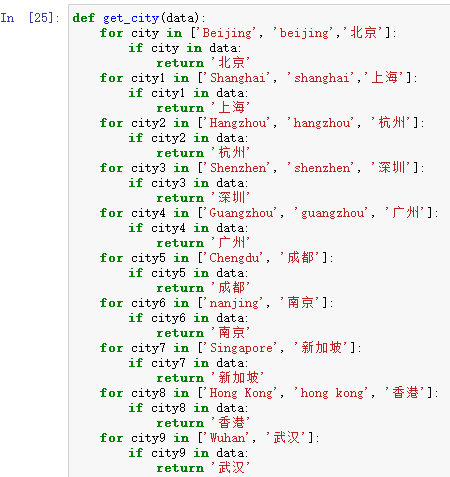 In [25]: def get_city(data):
    for city in ['Beijing', 'beijing','北京']:
        if city in data:
            return '北京'
    for city1 in ['Shanghai', 'shanghai','上海']:
        if city1 in data:
            return '上海'
    for city2 in ['Hangzhou', 'hangzhou', '杭州']:
        if city2 in data:
            return '杭州'
    for city3 in ['Shenzhen', 'shenzhen', '深圳']:
        if city3 in data:
            return '深圳'
    for city4 in ['Guangzhou', 'guangzhou', '广州']:
        if city4 in data:
            return '广州'
    for city5 in ['Chengdu', '成都']:
        if city5 in data:
            return '成都'
    for city6 in ['nanjing', '南京']:
        if city6 in data:
            return '南京'
    for city7 in ['Singapore', '新加坡']:
        if city7 in data:
            return '新加坡'
    for city8 in ['Hong Kong', 'hong kong', '香港']:
        if city8 in data:
            return '香港'
    for city9 in ['Wuhan', '武汉']:
        if city9 in data:
            return '武汉'